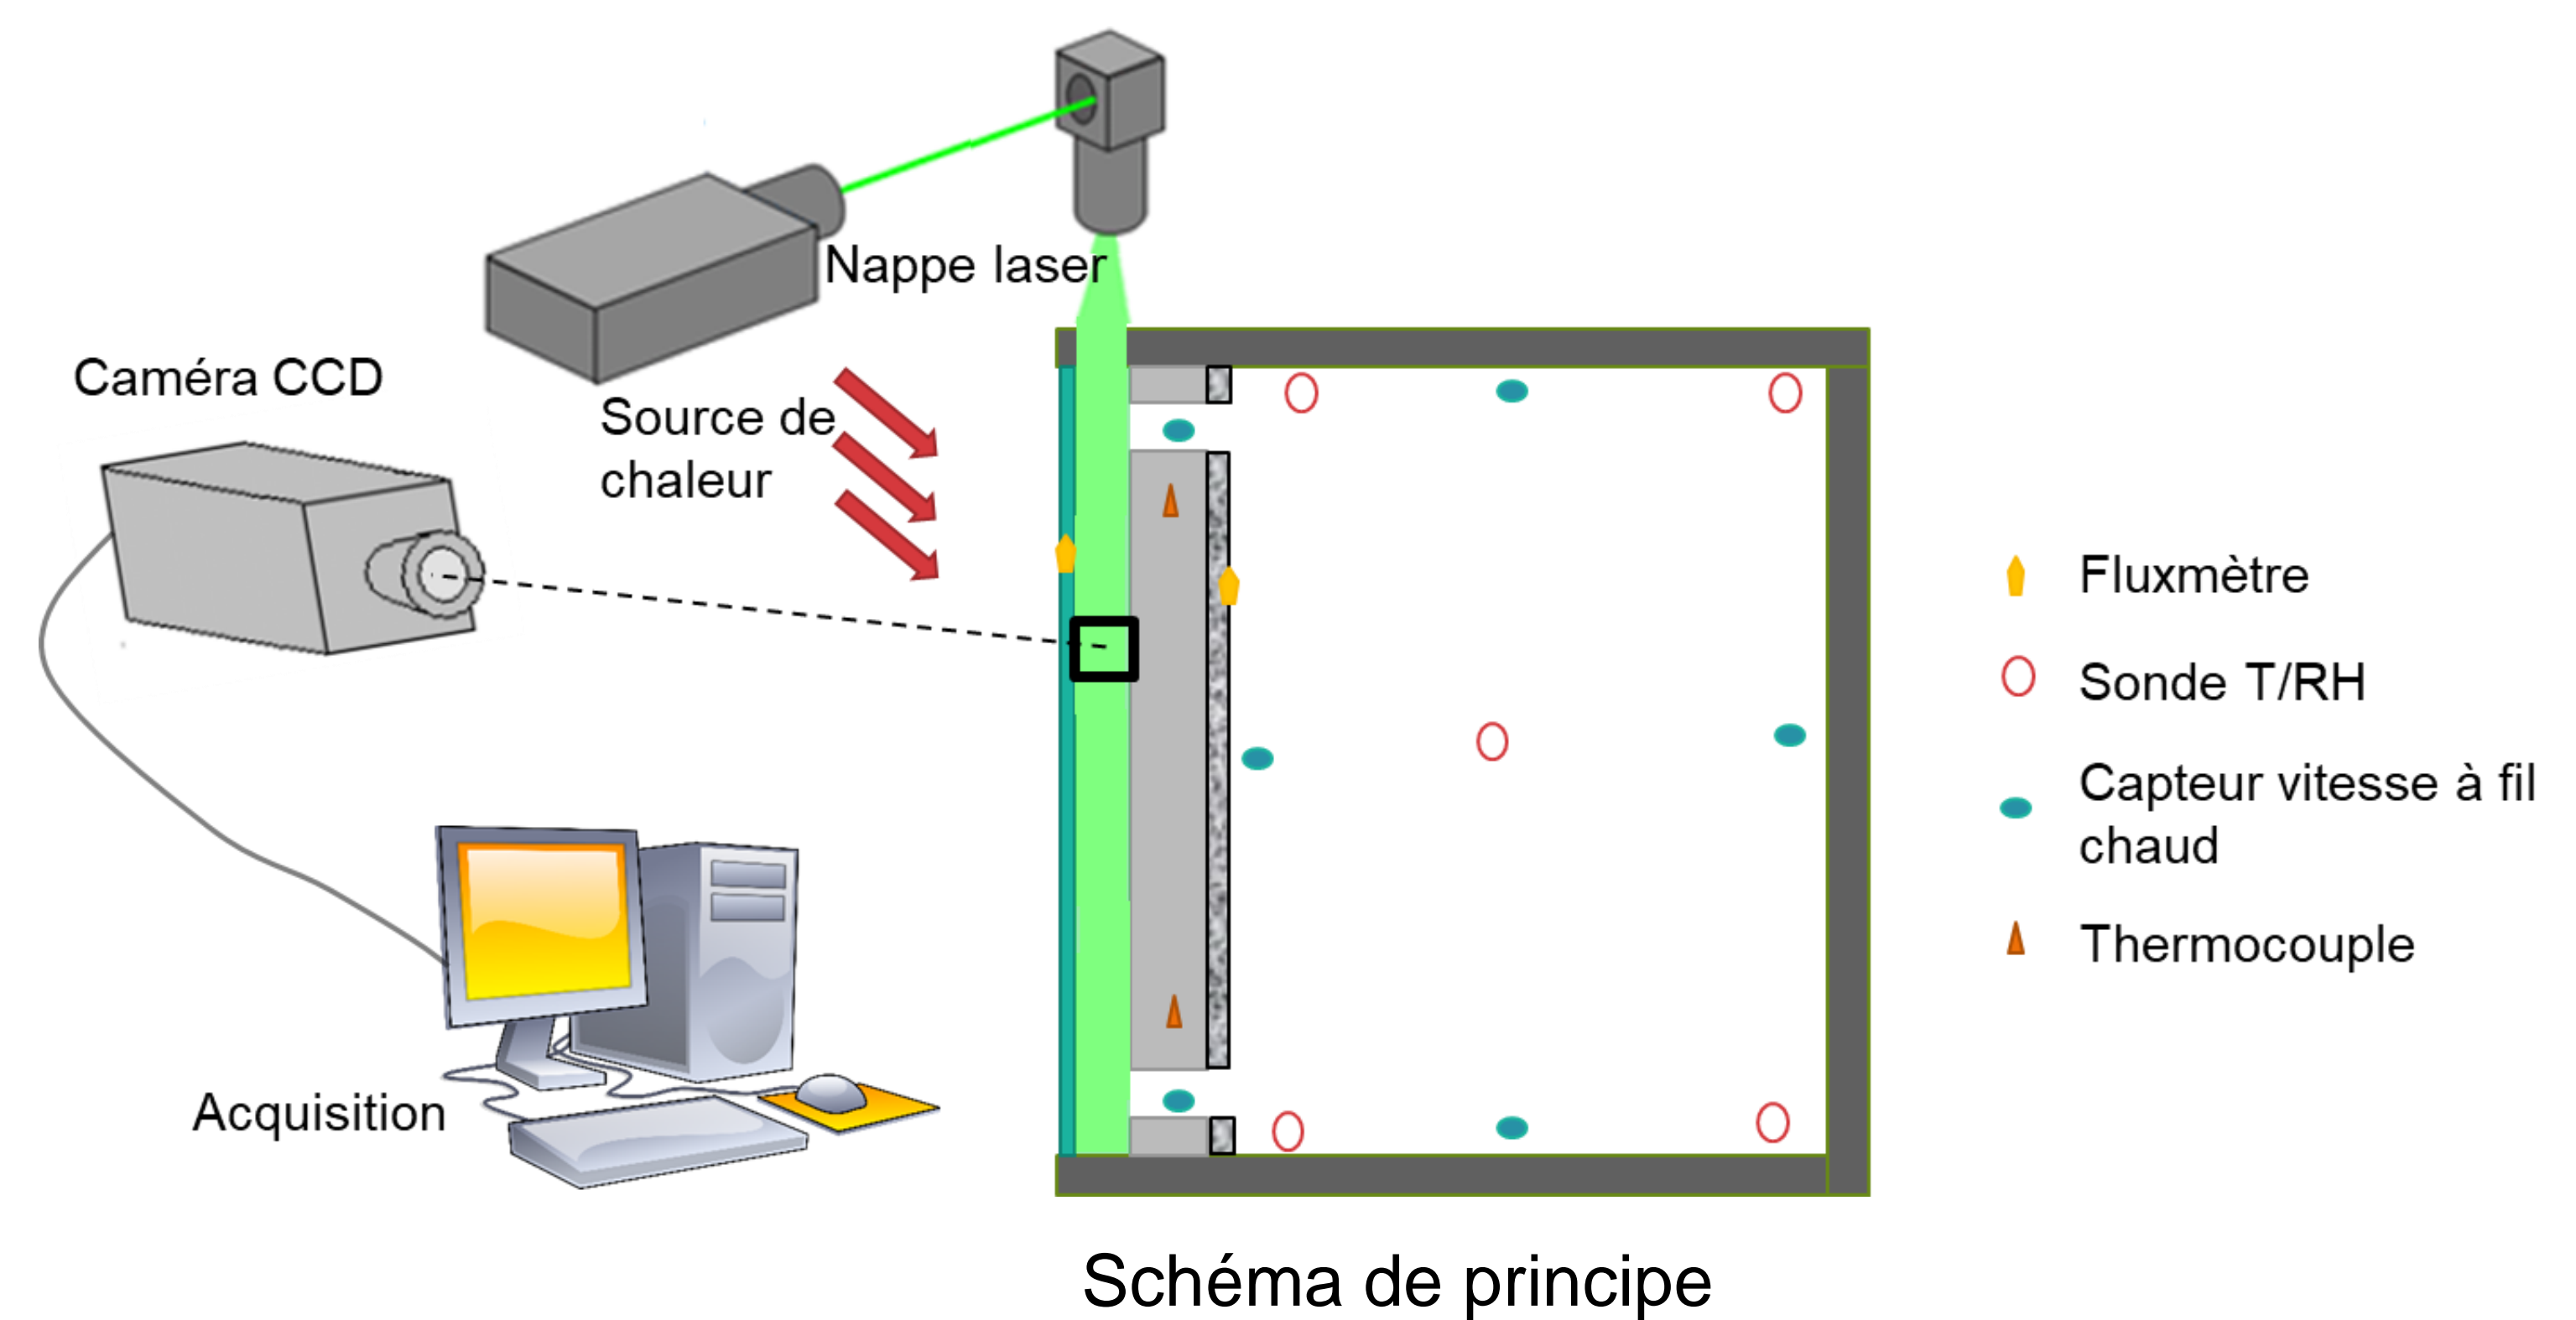 Nappe laser
Caméra CCD
Source de
chaleur
Fluxmètre
Sonde T/RH
Capteur vitesse à fil
chaud
Thermocouple
Acquisition
Schéma de principe